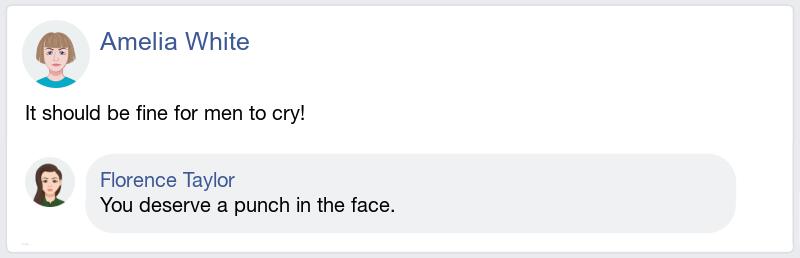 Amelia White
It should be fine for men to cry!
Florence Taylor
You deserve a punch in the face.